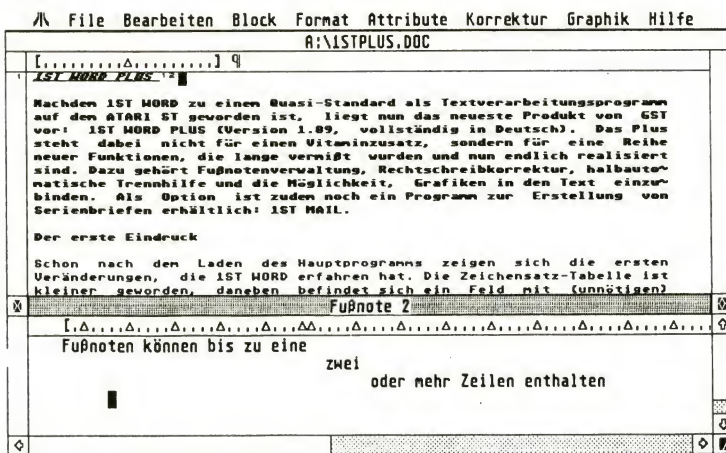 File Bearbeiten Block Format Attribute Korrektur Graphik Hilfe
A:\1STPLUS.DOC
1ST WORD PLUS 1 2
Nachdem 1ST WORD zu einem Quasi-Standard als Textverarbeitungsprogramm
auf dem ATARI ST geworden ist, liegt nun das neueste Produkt von GST
vor: 1ST WORD PLUS (Version 1.89, vollständig in Deutsch). Das Plus
steht dabei nicht für einen Vitaminzusatz, sondern für eine Reihe
neuer Funktionen, die lange vermißt wurden und nun endlich realisiert
sind. Dazu gehört Fußnotenverwaltung, Rechtschreibkorrektur, halbauto~
matische Trennhilfe und die Möglichkeit, Grafiken in den Text einzu~
binden. Als Option ist zudem noch ein Programm zur Erstellung von
Serienbriefen erhältlich: 1ST MAIL.
Der erste Eindruck
Schon nach dem Laden des Hauptprogramms zeigen sich die ersten
Veränderungen, die 1ST WORD erfahren hat. Die Zeichensatz-Tabelle ist
kleiner geworden, daneben befindet sich ein Feld mit (unnötigen)
Fußnote 2
Fußnoten können bis zu eine
zwei
oder mehr Zeilen enthalten